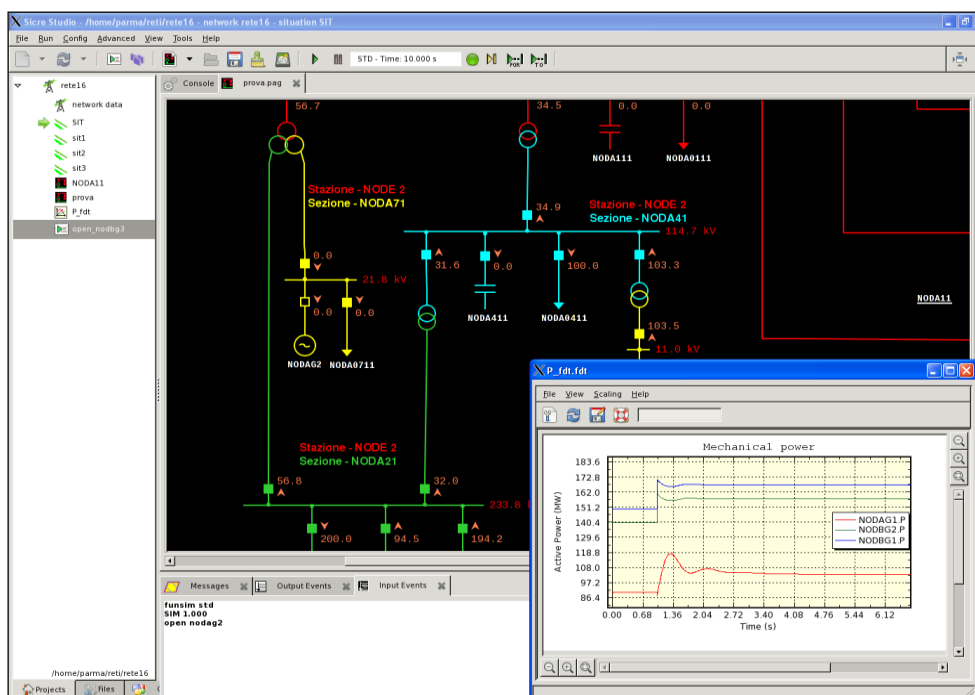 Sicre Studio - /home/parma/reti/rete16 - network rete16 - situation SIT
File Run Config Advanced View Tools Help
STD - Time: 10.000 s
FOR
T 0
rete16
network data
SIT
sit1
sit2
sit3
NODA11
prova
P_fdt
open_nodbg3
/home/parma/reti/rete16
Projects Files
Console prova.pag
56.7
34.5
0.0
0.0
NODA111
NODA0111
Stazione - NODE 2
Sezione - NODA71
34.9
Stazione - NODE 2
Sezione - NODA41
114.7 kV
0.0
31.6
0.0
100.0
103.3
21.6 kV
0.0
0.0
NODA411
NODA0411
NODA11
103.5
11.0 kV
NODAG2
NODA0711
Stazione - NODE 2
Sezione - NODA21
56.8
32.0
233.8
200.0
94.5
194.2
Messages Output Events Input Events
funsim std
SIM 1.000
open nodag2
P_fdt.fdt
File View Scaling Help
Mechanical power
Active Power (MW)
183.6
172.8
162.0
151.2
140.4
129.6
118.8
108.0
97.2
86.4
NODAG1.P
NODBG2.P
NODBG1.P
0.00 0.68 1.36 2.04 2.72 3.40 4.08 4.76 5.44 6.12
Time (s)